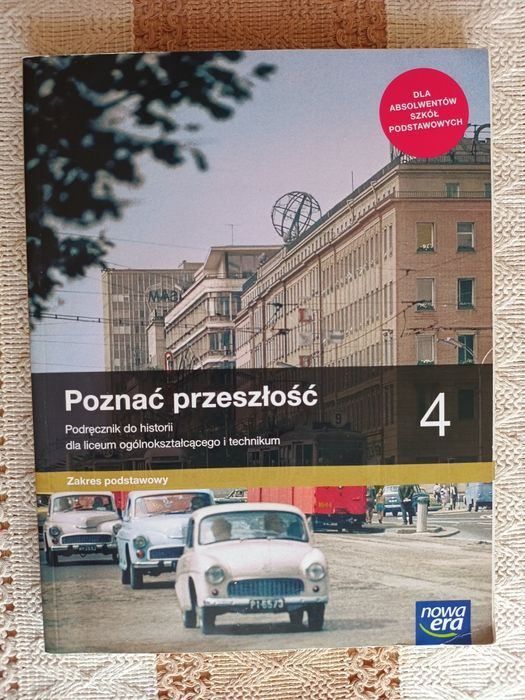 DLA
ABSOLWENTÓW
SZKÓŁ
PODSTAWOWYCH
Poznać przeszłość
4
Podręcznik do historii
dla liceum ogólnokształcącego i technikum
Zakres podstawowy
nowa
era